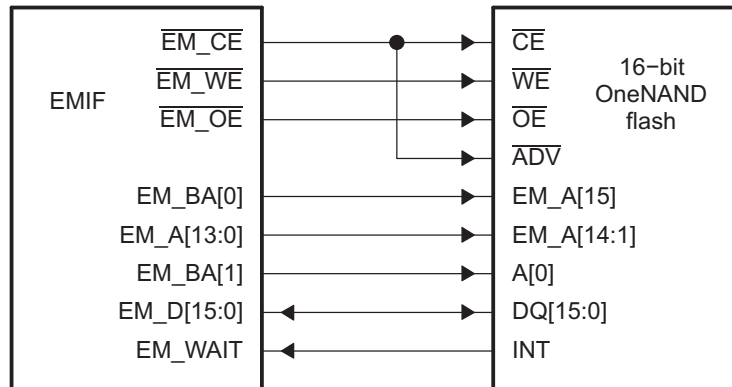 EM_CE
CE
EM_WE
WE
EMIF
EM_OE
OE
16−bit
OneNAND
flash
ADV
EM_BA[0]
EM_A[15]
EM_A[13:0]
EM_A[14:1]
EM_BA[1]
A[0]
EM_D[15:0]
DQ[15:0]
EM_WAIT
INT